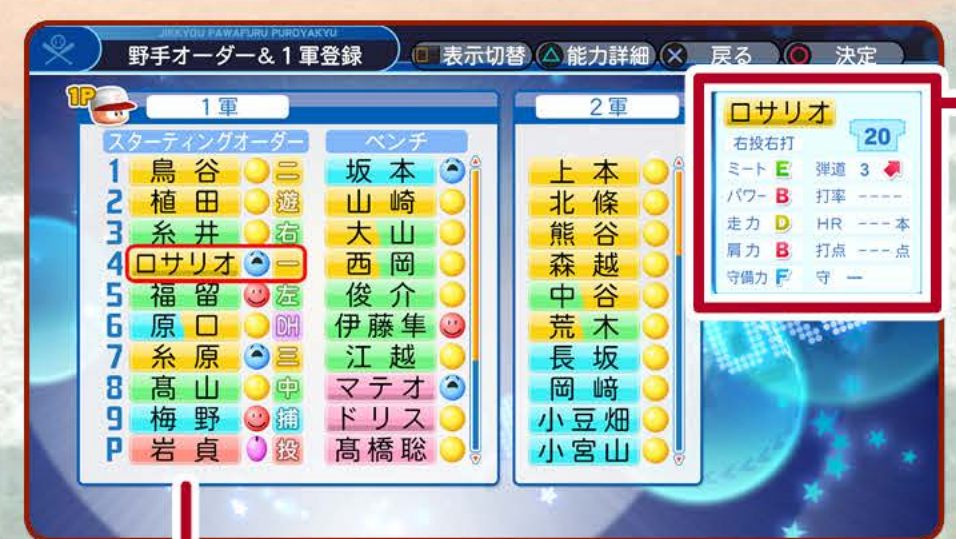 JIKKYOU PAWAFURU PUROYAKYU
野手オーダー&1軍登録
□ 表示切替 △ 能力詳細 × 戻る ○ 決定
1P
1軍
スターティングオーダー ベンチ
1 鳥谷 二 坂本
2 植田 遊 山崎
3 糸井 右 大山
4 ロサリオ 一 西岡
5 福留 左 俊介
6 原口 DH 伊藤隼
7 糸原 三 江越
8 髙山 中 マテオ
9 梅野 捕 ドリス
P 岩貞 投 髙橋聡
2軍
上本
北條
熊谷
森越
中谷
荒木
長坂
岡﨑
小豆畑
小宮山
ロサリオ
右投右打 20
ミート E 弾道 3
パワー B 打率 ----
走力 D HR ---本
肩力 B 打点 ---点
守備力 F 守 一